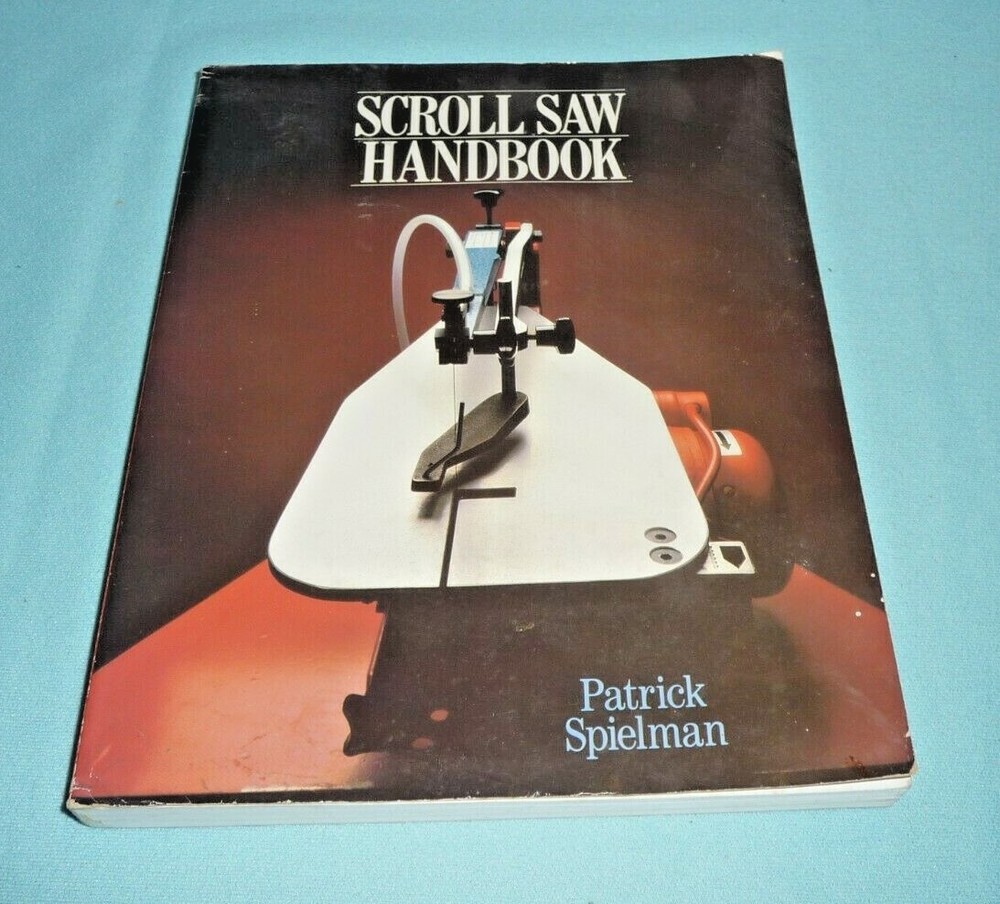 SCROLL SAW
HANDBOOK
Patrick
Spielman